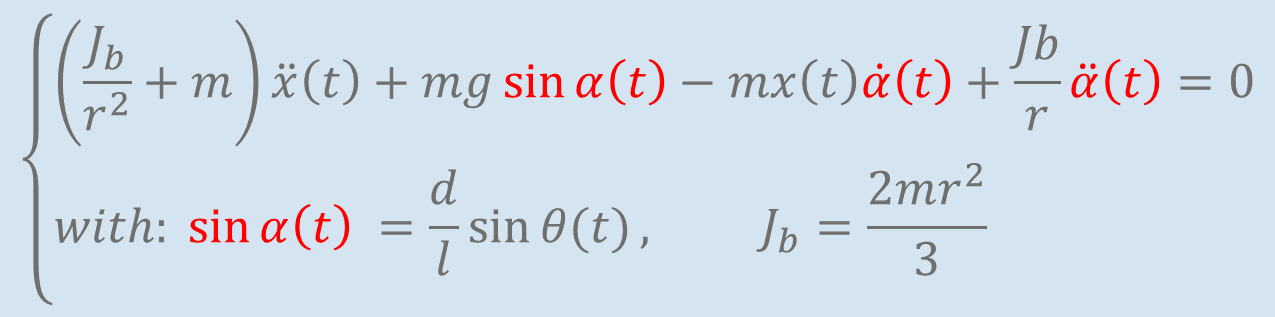 (J_b/r² + m) ẍ(t) + mg sin α(t) − mx(t)α̇(t) + Jb/r α̈(t) = 0
with: sin α(t) = d/l sin θ(t), J_b = 2mr²/3